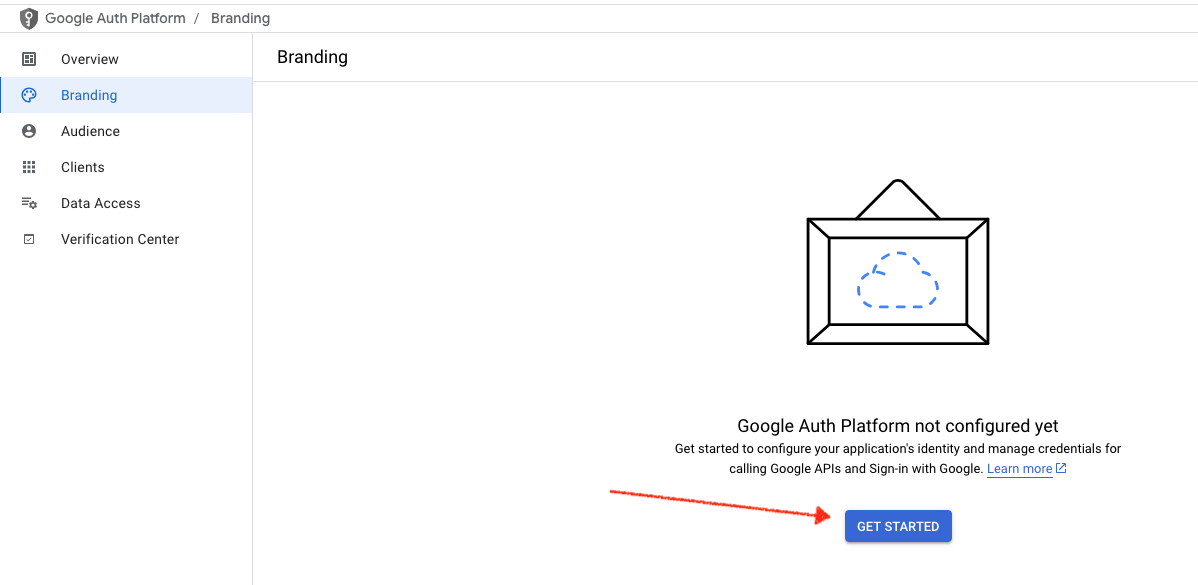 Google Auth Platform / Branding
Overview
Branding
Audience
Clients
Data Access
Verification Center
Branding
Google Auth Platform not configured yet
Get started to configure your application's identity and manage credentials for
calling Google APIs and Sign-in with Google. Learn more
GET STARTED